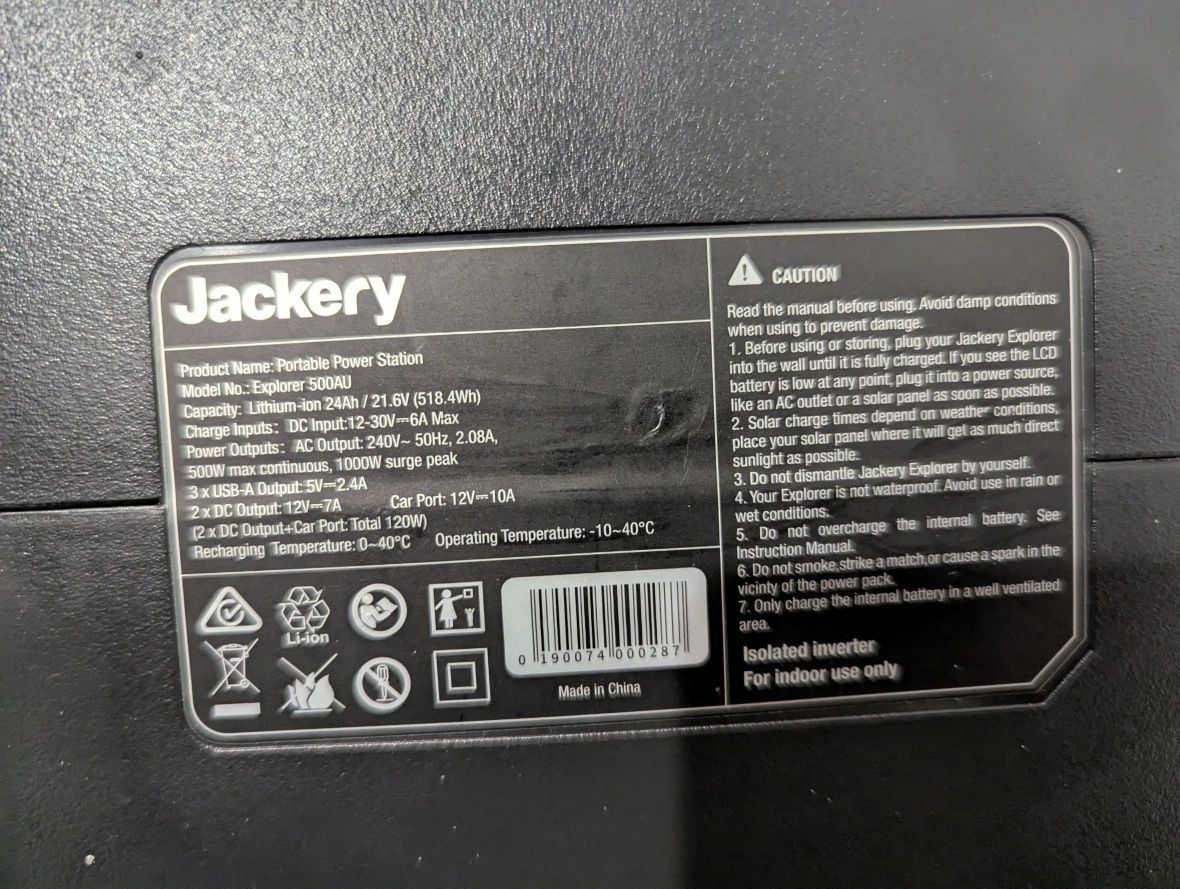 Jackery
Product Name: Portable Power Station
Model No.: Explorer 500AU
Capacity: Lithium-ion 24Ah / 21.6V (518.4Wh)
Charge Inputs: DC Input:12-30V⎓6A Max
Power Outputs: AC Output: 240V~ 50Hz, 2.08A,
500W max continuous, 1000W surge peak
3 x USB-A Output: 5V⎓2.4A
2 x DC Output: 12V⎓7A Car Port: 12V⎓10A
(2 x DC Output+Car Port: Total 120W)
Recharging Temperature: 0~40°C Operating Temperature: -10~40°C
Li-ion
0 190074 000287
Made in China
CAUTION
Read the manual before using. Avoid damp conditions
when using to prevent damage.
1. Before using or storing, plug your Jackery Explorer
into the wall until it is fully charged. If you see the LCD
battery is low at any point, plug it into a power source,
like an AC outlet or a solar panel as soon as possible.
2. Solar charge times depend on weather conditions,
place your solar panel where it will get as much direct
sunlight as possible.
3. Do not dismantle Jackery Explorer by yourself.
4. Your Explorer is not waterproof. Avoid use in rain or
wet conditions.
5. Do not overcharge the internal battery. See
Instruction Manual.
6. Do not smoke,strike a match,or cause a spark in the
vicinty of the power pack.
7. Only charge the internal battery in a well ventilated
area.
Isolated inverter
For indoor use only